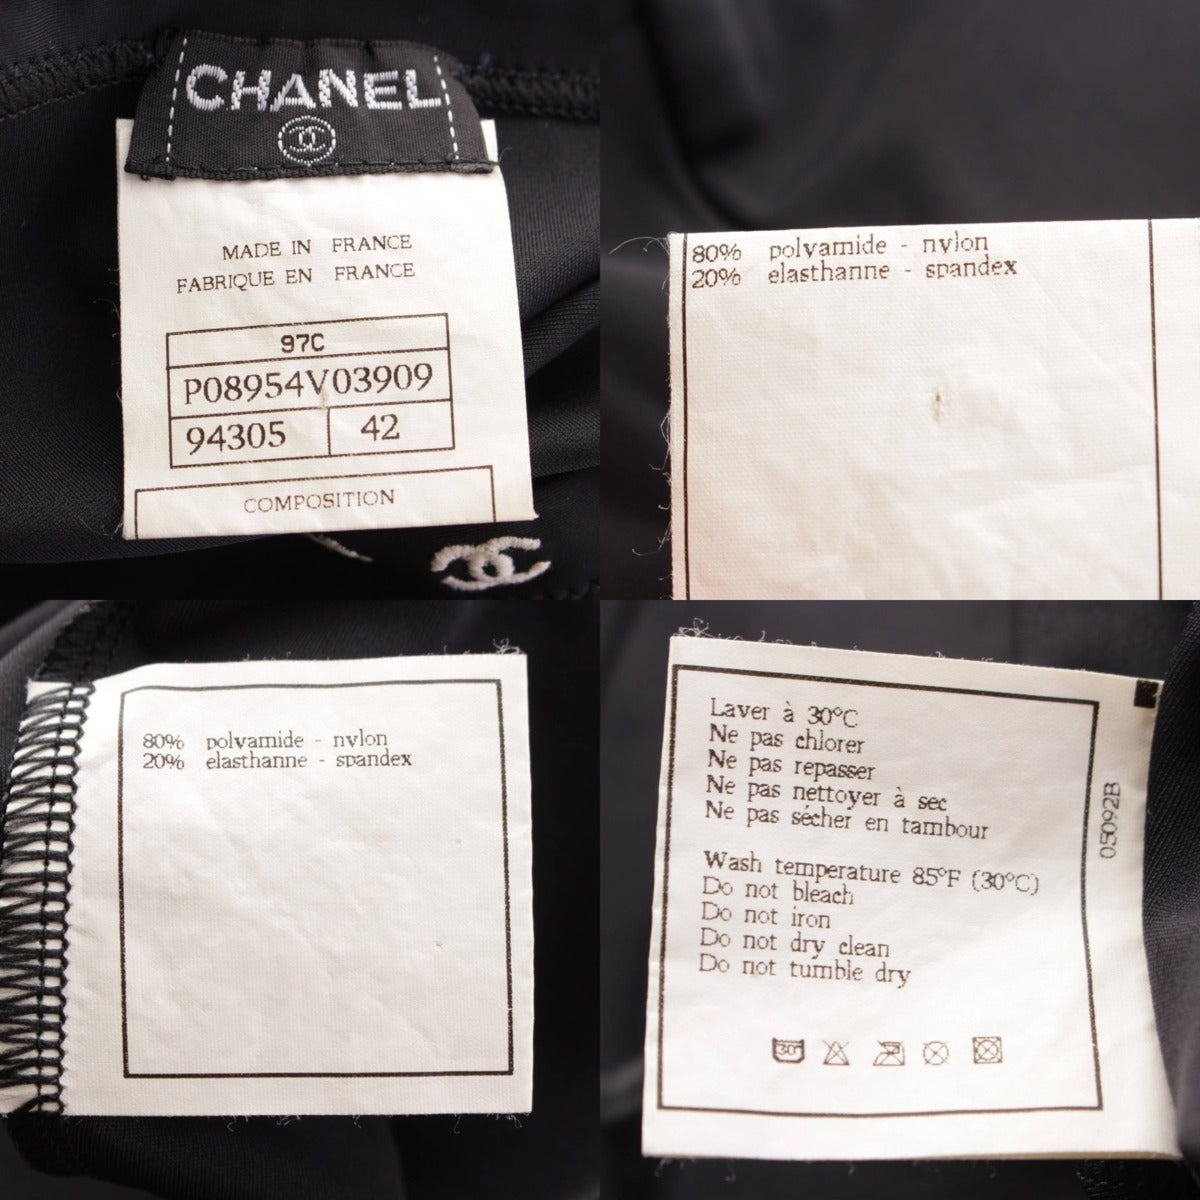 CHANEL
MADE IN FRANCE
FABRIQUE EN FRANCE
97C
P08954V03909
94305 42
COMPOSITION
80% polyamide - nylon
20% elasthanne - spandex
80% polyamide - nylon
20% elasthanne - spandex
Laver à 30°C
Ne pas chlorer
Ne pas repasser
Ne pas nettoyer à sec
Ne pas sécher en tambour
Wash temperature 85°F (30°C)
Do not bleach
Do not iron
Do not dry clean
Do not tumble dry
30°
05092B